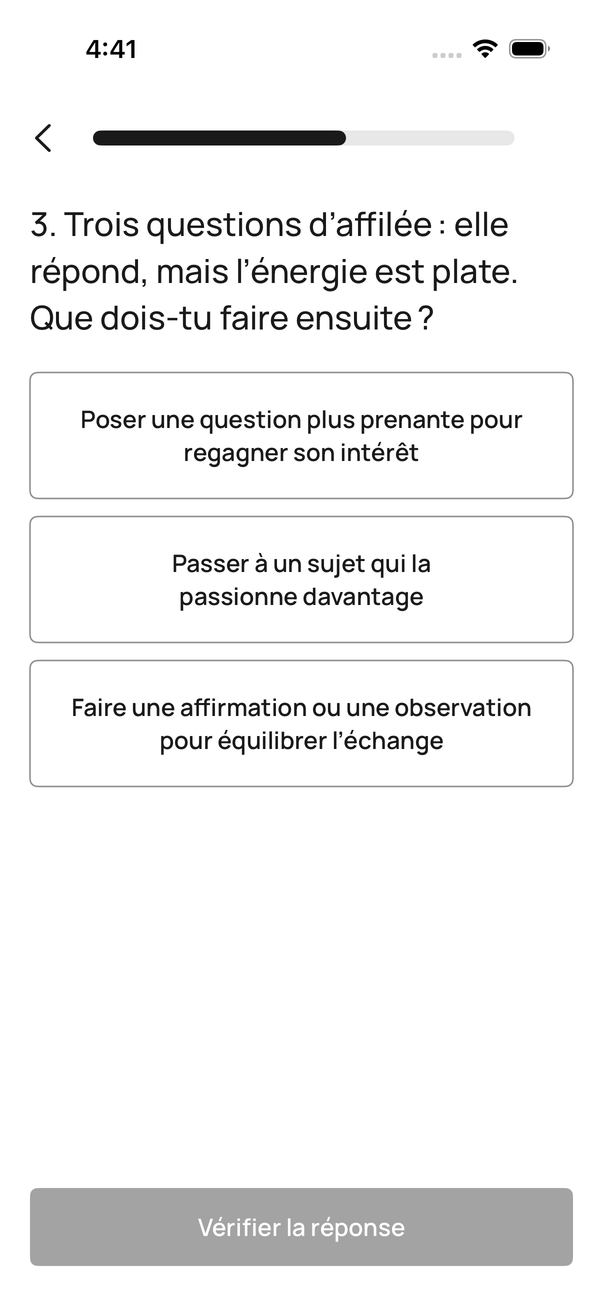 4:41
3. Trois questions d’affilée : elle
répond, mais l’énergie est plate.
Que dois-tu faire ensuite ?
Poser une question plus prenante pour
regagner son intérêt
Passer à un sujet qui la
passionne davantage
Faire une affirmation ou une observation
pour équilibrer l’échange
Vérifier la réponse